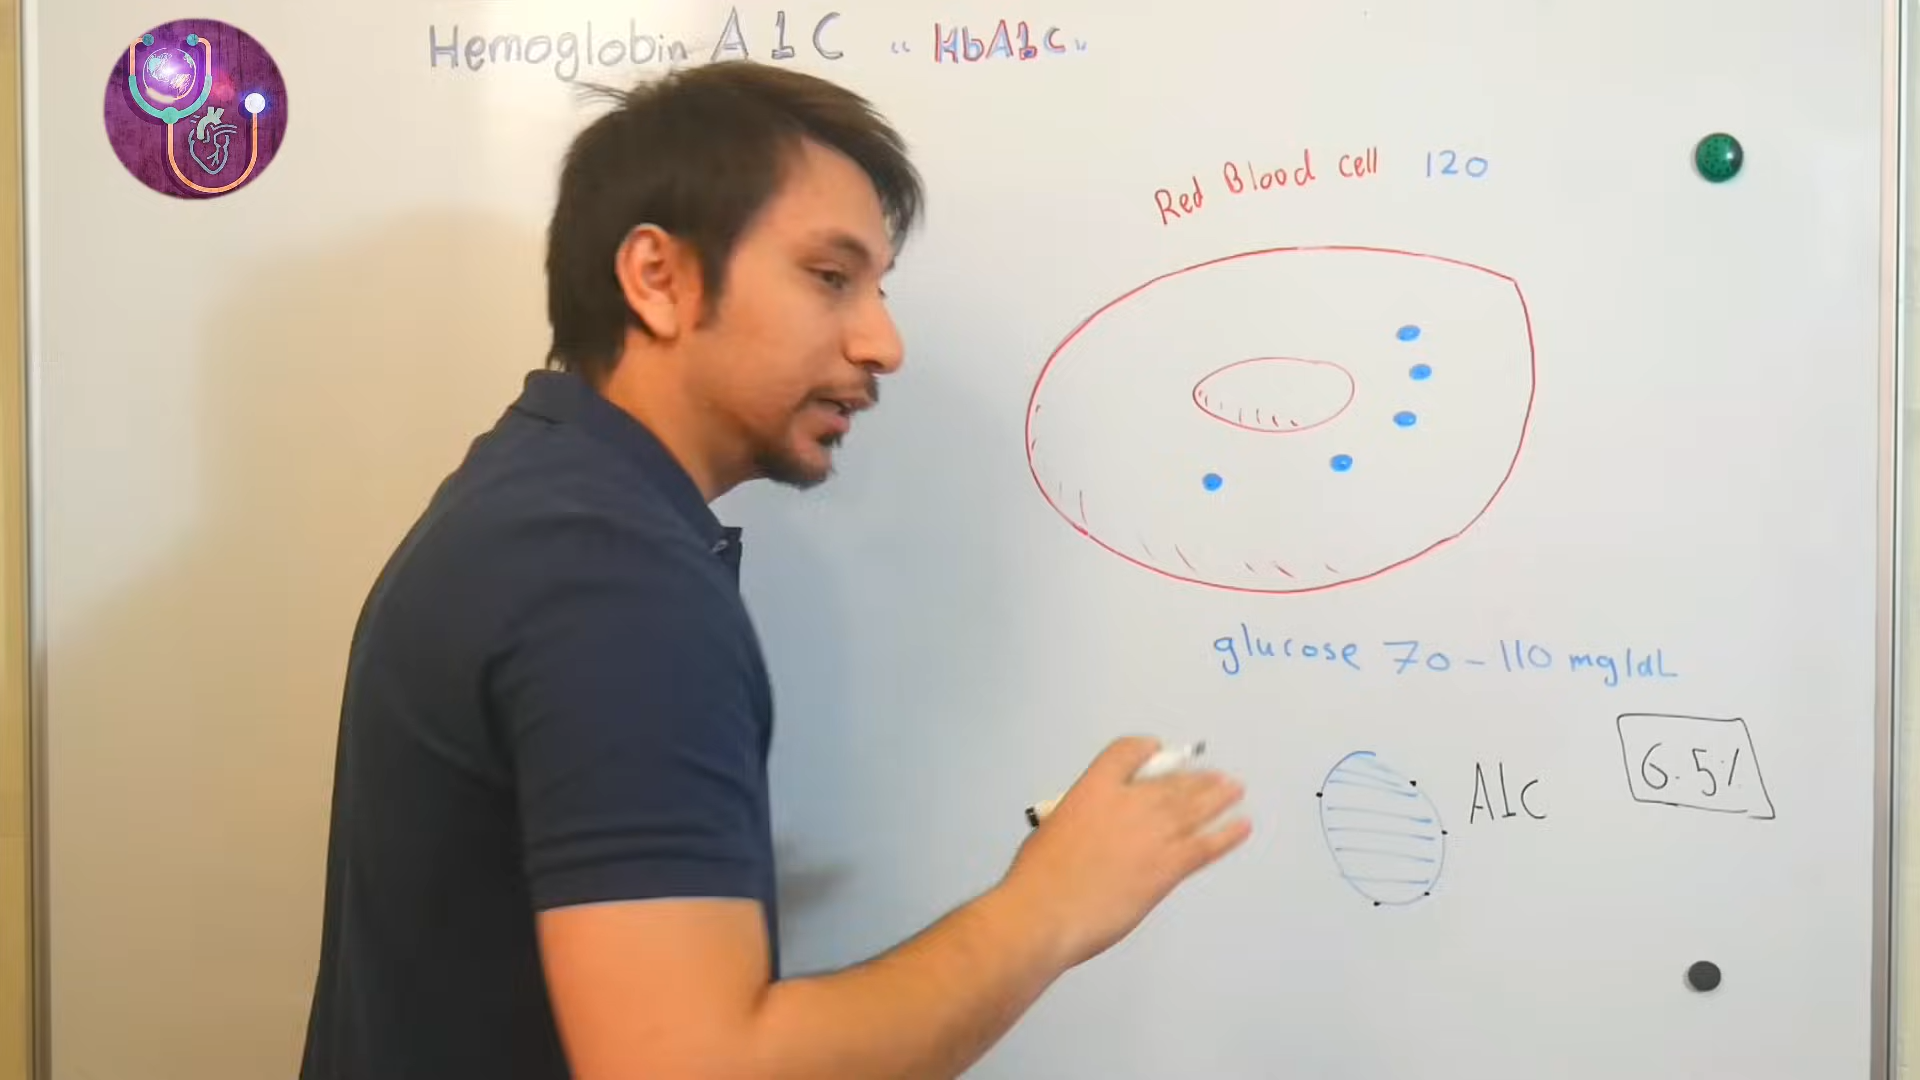 Hemoglobin A1C "HbA1c"
Red Blood cell 120
glucose 70-110 mg/dL
A1C
6.5%